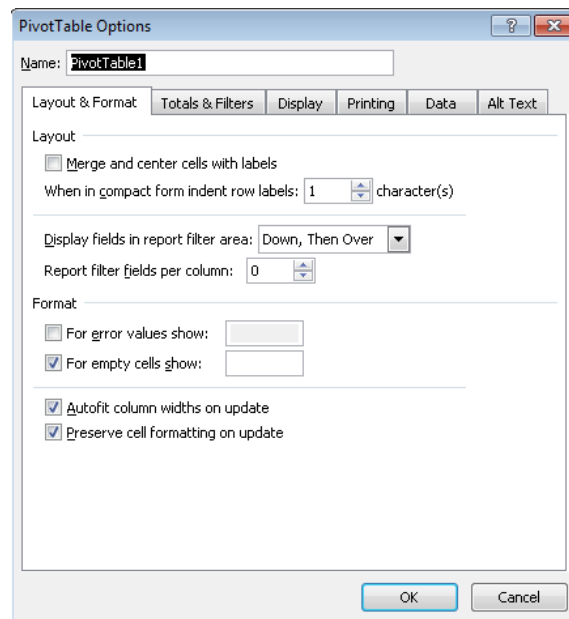 PivotTable Options
Name: PivotTable1
Layout & Format Totals & Filters Display Printing Data Alt Text
Layout
Merge and center cells with labels
When in compact form indent row labels: 1 character(s)
Display fields in report filter area: Down, Then Over
Report filter fields per column: 0
Format
For error values show:
For empty cells show:
Autofit column widths on update
Preserve cell formatting on update
OK Cancel